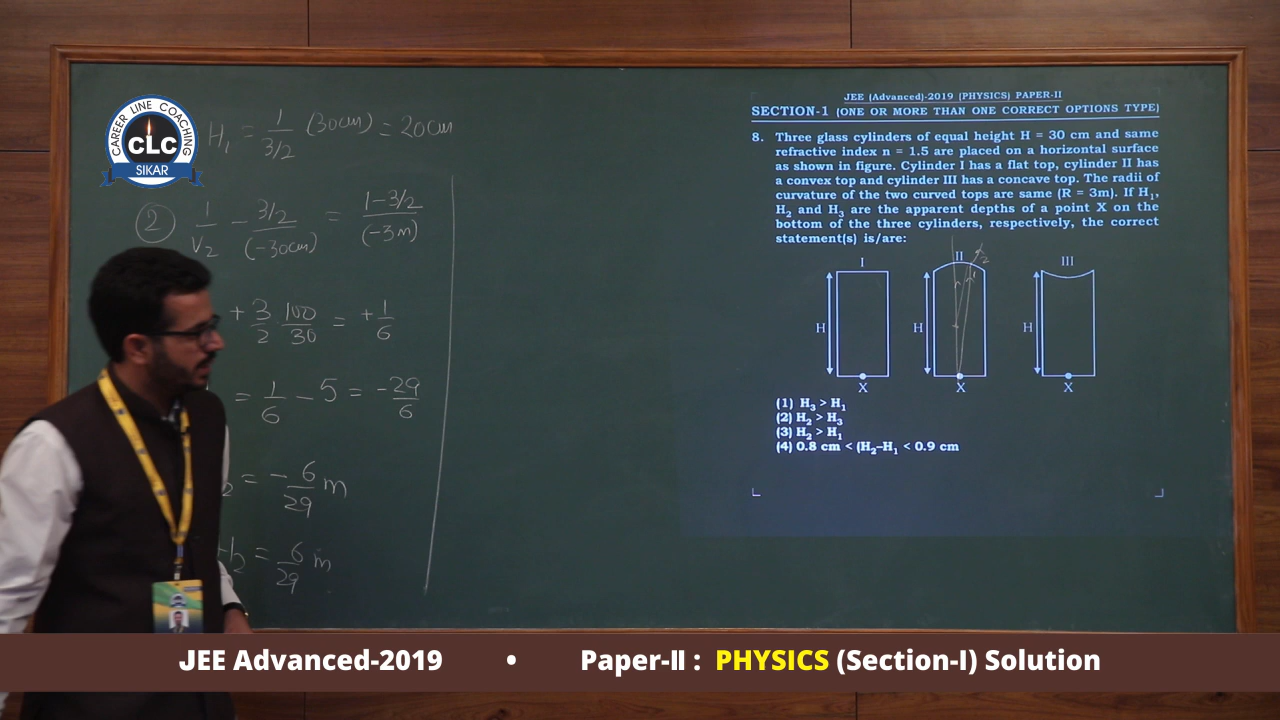 CAREER LINE COACHING
CLC
SIKAR
H₁ = 1/(3/2) (30cm) = 20cm
② 1/V₂ − (3/2)/(−30cm) = (1−3/2)/(−3m)
+ 3/2 100/30 = + 1/6
= 1/6 − 5 = −29/6
₂ = − 6/29 m
H₂ = 6/29 m
JEE (Advanced)-2019 (PHYSICS) PAPER-II
SECTION-1 (ONE OR MORE THAN ONE CORRECT OPTIONS TYPE)
8. Three glass cylinders of equal height H = 30 cm and same
refractive index n = 1.5 are placed on a horizontal surface
as shown in figure. Cylinder I has a flat top, cylinder II has
a convex top and cylinder III has a concave top. The radii of
curvature of the two curved tops are same (R = 3m). If H₁,
H₂ and H₃ are the apparent depths of a point X on the
bottom of the three cylinders, respectively, the correct
statement(s) is/are:
I II III
H H H
X X X
(1) H₃ > H₁
(2) H₂ > H₃
(3) H₂ > H₁
(4) 0.8 cm < (H₂–H₁ < 0.9 cm
JEE Advanced-2019 • Paper-II : PHYSICS (Section-I) Solution